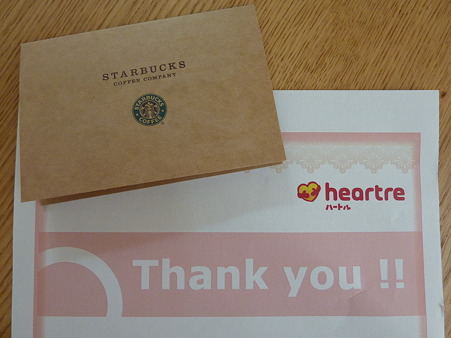 STARBUCKS
COFFEE COMPANY
STARBUCKS
COFFEE
heartre
ハートル
Thank you !!